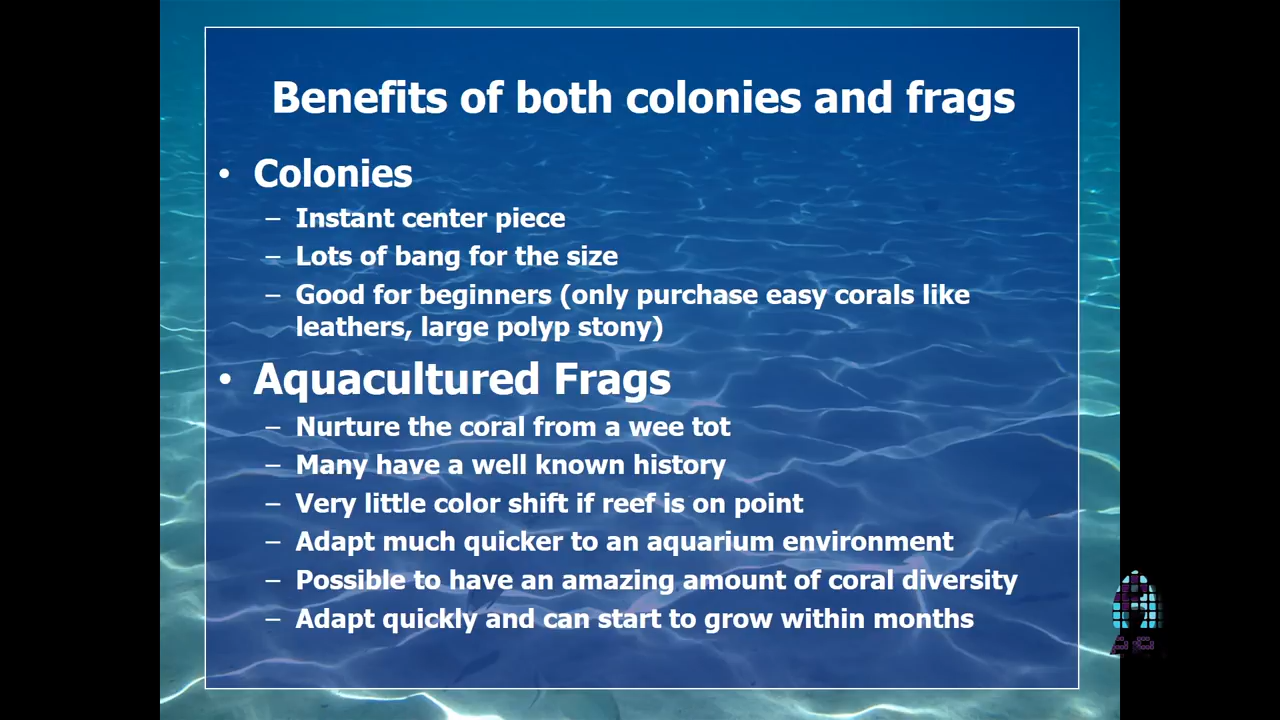 Benefits of both colonies and frags
• Colonies
– Instant center piece
– Lots of bang for the size
– Good for beginners (only purchase easy corals like
leathers, large polyp stony)
• Aquacultured Frags
– Nurture the coral from a wee tot
– Many have a well known history
– Very little color shift if reef is on point
– Adapt much quicker to an aquarium environment
– Possible to have an amazing amount of coral diversity
– Adapt quickly and can start to grow within months